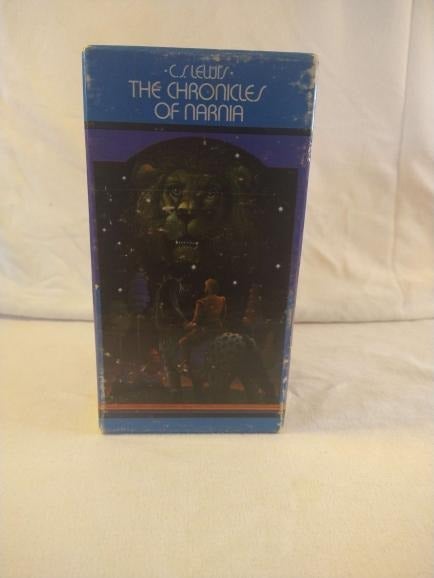 ·C.S. LEWIS·
THE CHRONICLES
OF NARNIA